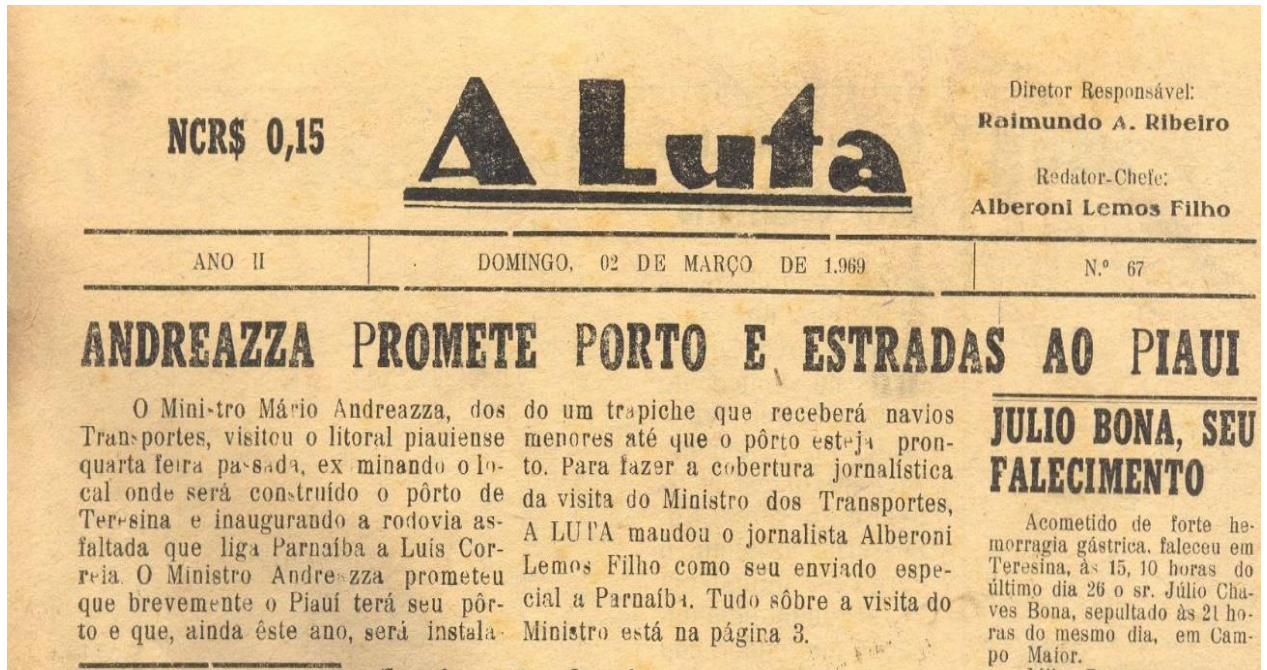 NCR$ 0,15
A Luta
Diretor Responsável:
Raimundo A. Ribeiro
Redator-Chefe:
Alberoni Lemos Filho
ANO II
DOMINGO, 02 DE MARÇO DE 1.969
N.º 67
ANDREAZZA PROMETE PORTO E ESTRADAS AO PIAUI
O Ministro Mário Andreazza, dos
Transportes, visitou o litoral piauiense
quarta feira passada, ex minando o lo-
cal onde será construído o pôrto de
Teresina e inaugurando a rodovia as-
faltada que liga Parnaíba a Luís Cor-
reia. O Ministro Andreazza prometeu
que brevemente o Piauí terá seu pôr-
to e que, ainda êste ano, será instala-
do um trapiche que receberá navios
menores até que o pôrto esteja pron-
to. Para fazer a cobertura jornalística
da visita do Ministro dos Transportes,
A LUTA mandou o jornalista Alberoni
Lemos Filho como seu enviado espe-
cial a Parnaíba. Tudo sôbre a visita do
Ministro está na página 3.
JULIO BONA, SEU
FALECIMENTO
Acometido de forte he-
morragia gástrica, faleceu em
Teresina, às 15, 10 horas do
último dia 26 o sr. Júlio Cha-
ves Bona, sepultado às 21 ho-
ras do mesmo dia, em Cam-
po Maior.